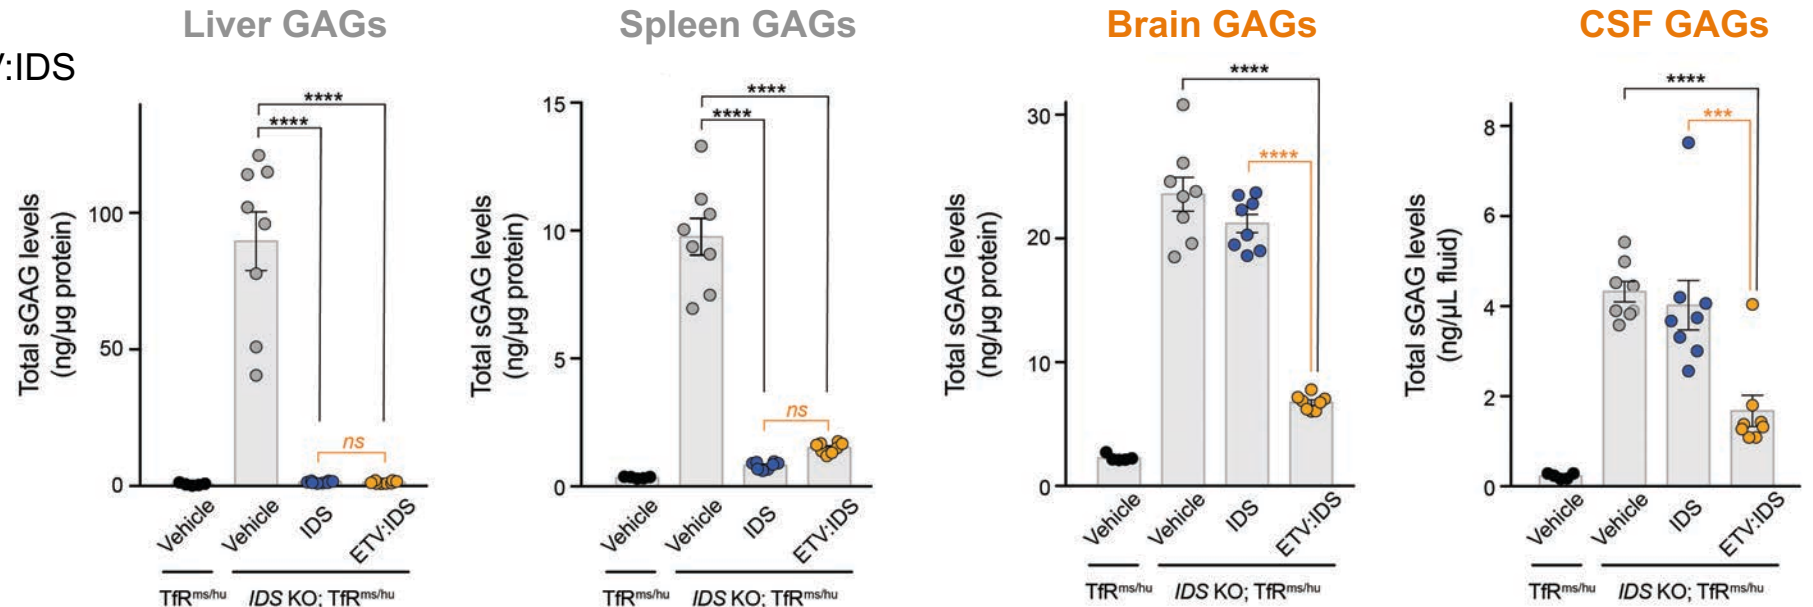 Liver GAGs
Spleen GAGs
Brain GAGs
CSF GAGs
:IDS
Total sGAG levels
(ng/µg protein)
100
50
0
****
****
ns
Vehicle
Vehicle
IDS
ETV:IDS
TfRms/hu
IDS KO; TfRms/hu
Total sGAG levels
(ng/µg protein)
15
10
5
0
****
****
ns
Vehicle
Vehicle
IDS
ETV:IDS
TfRms/hu
IDS KO; TfRms/hu
Total sGAG levels
(ng/µg protein)
30
20
10
0
****
****
Vehicle
Vehicle
IDS
ETV:IDS
TfRms/hu
IDS KO; TfRms/hu
Total sGAG levels
(ng/µL fluid)
8
6
4
2
0
****
***
Vehicle
Vehicle
IDS
ETV:IDS
TfRms/hu
IDS KO; TfRms/hu